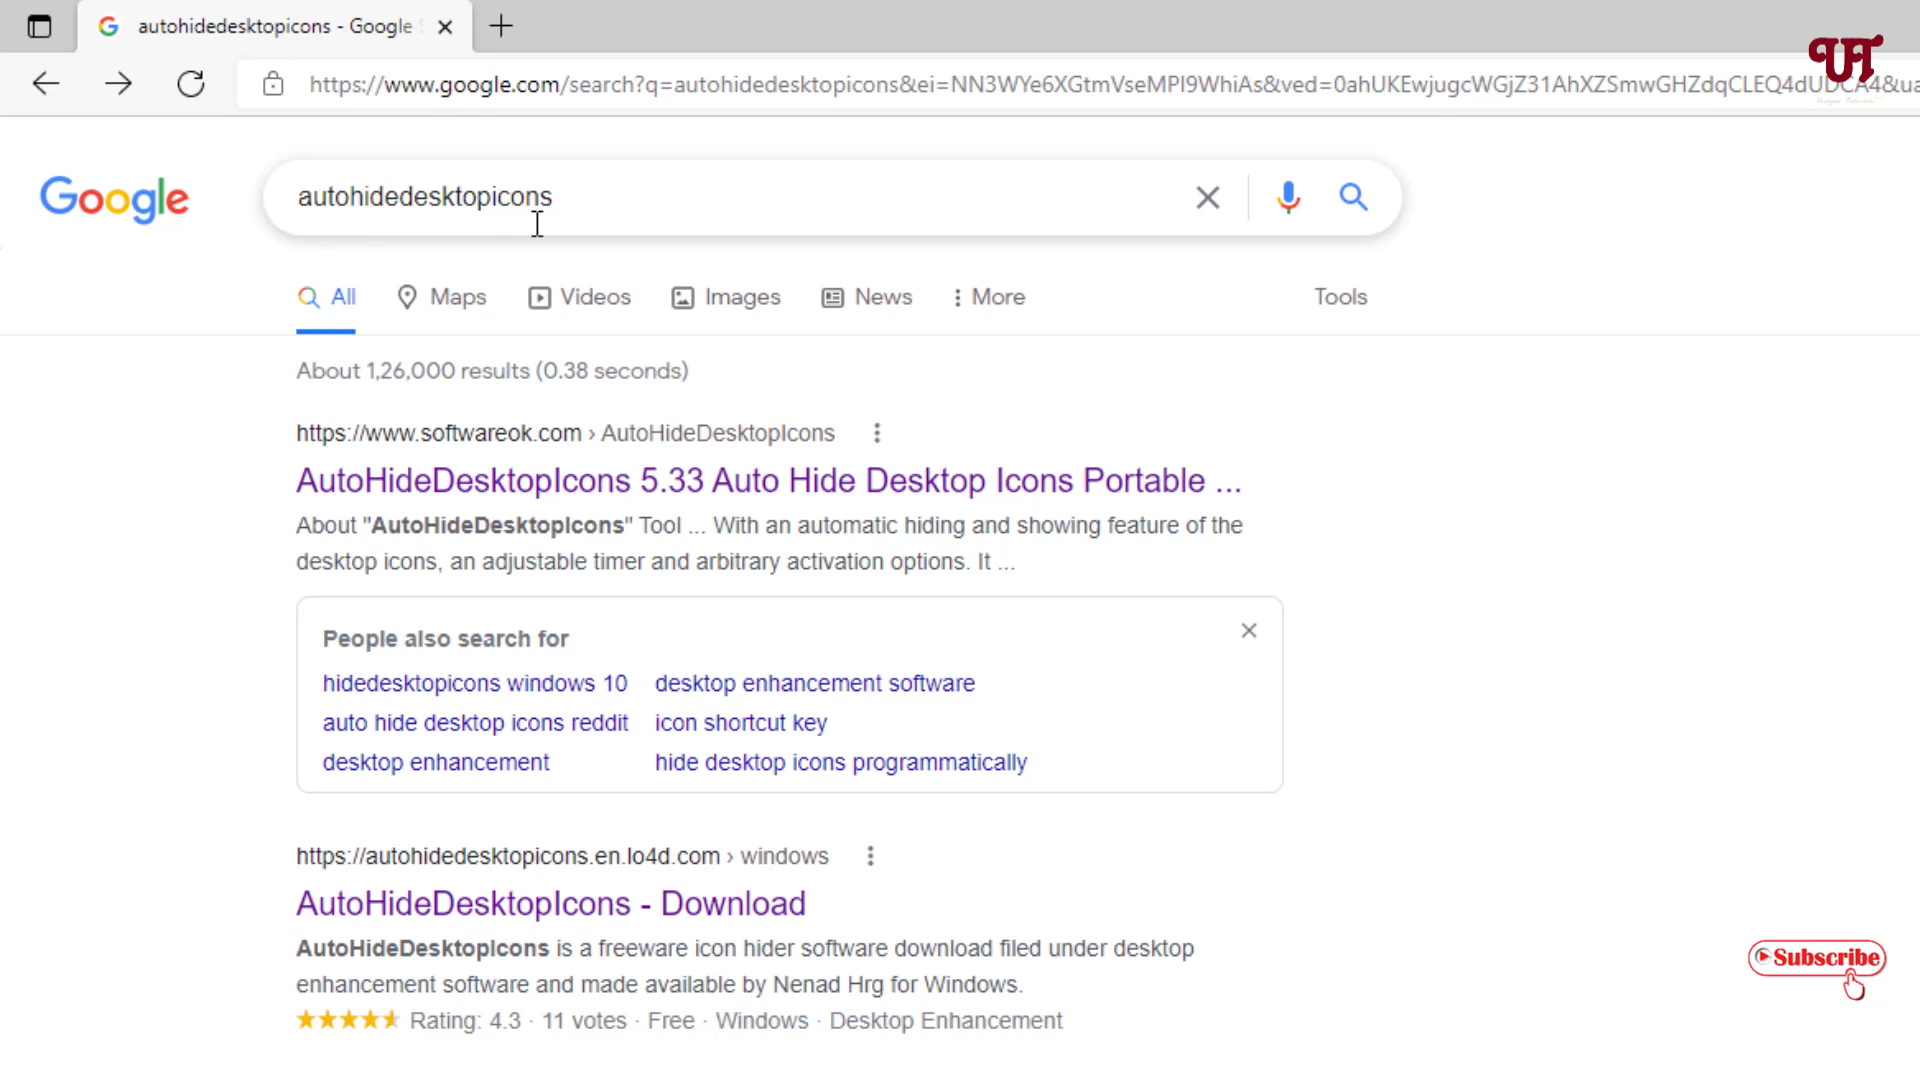 autohidedesktopicons - Google
https://www.google.com/search?q=autohidedesktopicons&ei=NN3WYe6XGtmVseMPI9WhiAs&ved=0ahUKEwjugcWGjZ31AhXZSmwGHZdqCLEQ4dUDCA4&ua
UT
Google
autohidedesktopicons
All Maps Videos Images News More Tools
About 1,26,000 results (0.38 seconds)
https://www.softwareok.com › AutoHideDesktopIcons
AutoHideDesktopIcons 5.33 Auto Hide Desktop Icons Portable ...
About "AutoHideDesktopIcons" Tool ... With an automatic hiding and showing feature of the
desktop icons, an adjustable timer and arbitrary activation options. It ...
People also search for
hidedesktopicons windows 10 desktop enhancement software
auto hide desktop icons reddit icon shortcut key
desktop enhancement hide desktop icons programmatically
https://autohidedesktopicons.en.lo4d.com › windows
AutoHideDesktopIcons - Download
AutoHideDesktopIcons is a freeware icon hider software download filed under desktop
enhancement software and made available by Nenad Hrg for Windows.
Rating: 4.3 · 11 votes · Free · Windows · Desktop Enhancement
Subscribe